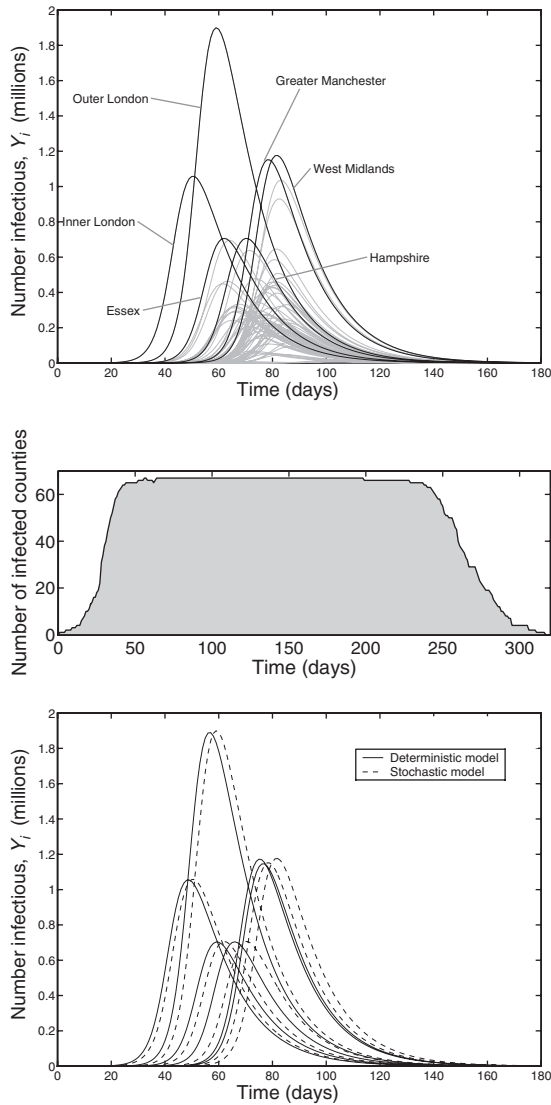 Number infectious, Yi (millions)
2
1.8
1.6
1.4
1.2
1
0.8
0.6
0.4
0.2
0
Outer London
Greater Manchester
West Midlands
Inner London
Hampshire
Essex
0 20 40 60 80 100 120 140 160 180
Time (days)
Number of infected counties
60
40
20
0
0 50 100 150 200 250 300
Time (days)
Number infectious, Yi (millions)
2
1.8
1.6
1.4
1.2
1
0.8
0.6
0.4
0.2
0
Deterministic model
Stochastic model
0 20 40 60 80 100 120 140 160 180
Time (days)